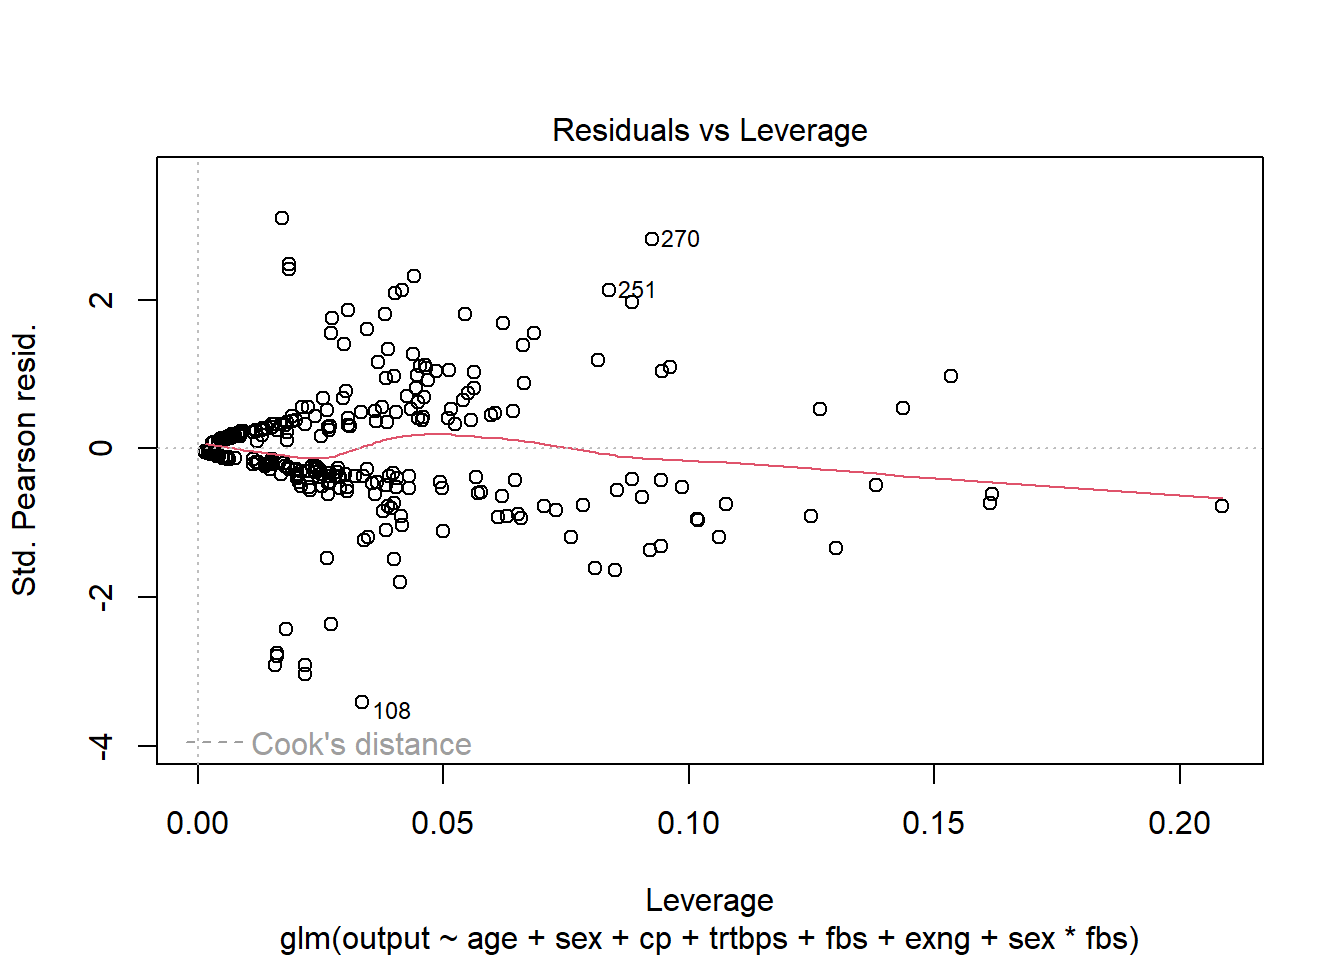 Residuals vs Leverage
Std. Pearson resid.
2
0
-2
-4
270
251
108
Cook's distance
0.00 0.05 0.10 0.15 0.20
Leverage
glm(output ~ age + sex + cp + trtbps + fbs + exng + sex * fbs)